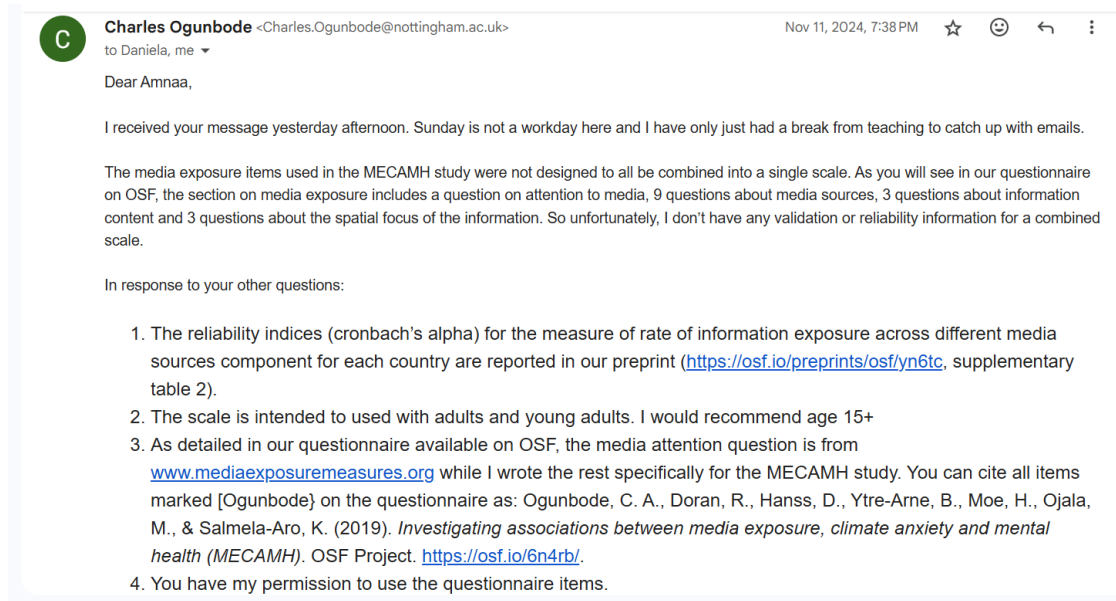 C
Charles Ogunbode <Charles.Ogunbode@nottingham.ac.uk>
Nov 11, 2024, 7:38 PM
to Daniela, me
Dear Amnaa,
I received your message yesterday afternoon. Sunday is not a workday here and I have only just had a break from teaching to catch up with emails.
The media exposure items used in the MECAMH study were not designed to all be combined into a single scale. As you will see in our questionnaire
on OSF, the section on media exposure includes a question on attention to media, 9 questions about media sources, 3 questions about information
content and 3 questions about the spatial focus of the information. So unfortunately, I don't have any validation or reliability information for a combined
scale.
In response to your other questions:
1. The reliability indices (cronbach's alpha) for the measure of rate of information exposure across different media
sources component for each country are reported in our preprint (https://osf.io/preprints/osf/yn6tc, supplementary
table 2).
2. The scale is intended to used with adults and young adults. I would recommend age 15+
3. As detailed in our questionnaire available on OSF, the media attention question is from
www.mediaexposuremeasures.org while I wrote the rest specifically for the MECAMH study. You can cite all items
marked [Ogunbode} on the questionnaire as: Ogunbode, C. A., Doran, R., Hanss, D., Ytre-Arne, B., Moe, H., Ojala,
M., & Salmela-Aro, K. (2019). Investigating associations between media exposure, climate anxiety and mental
health (MECAMH). OSF Project. https://osf.io/6n4rb/.
4. You have my permission to use the questionnaire items.